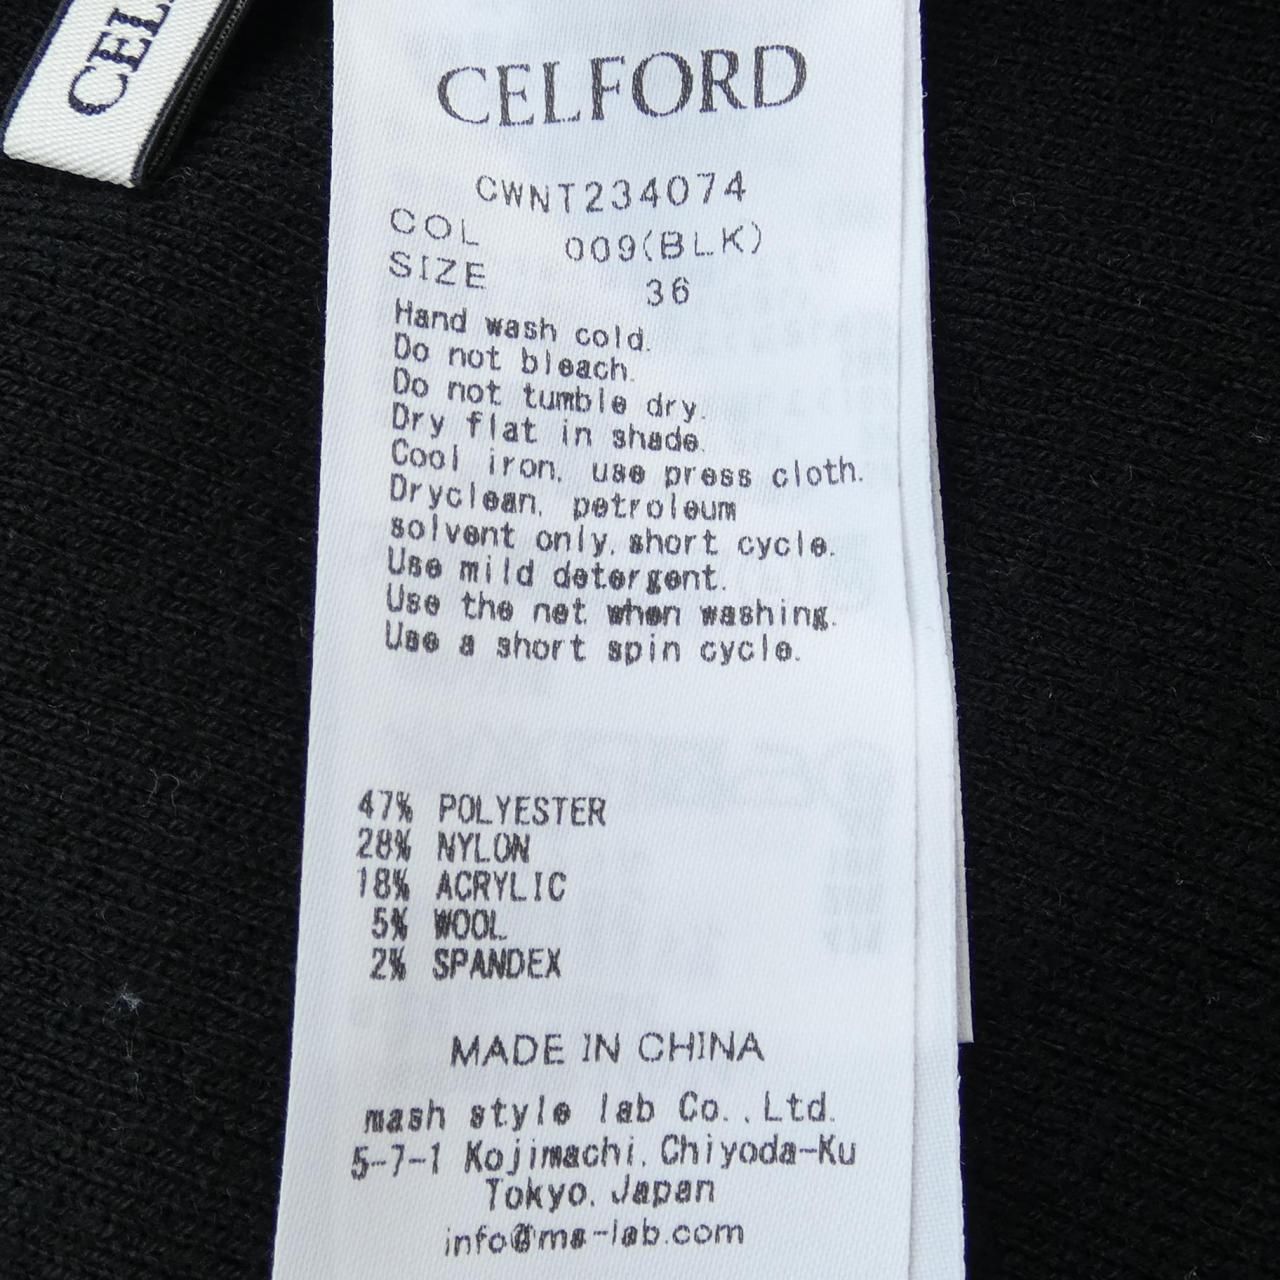 CEL
CELFORD
CWNT234074
COL 009(BLK)
SIZE 36
Hand wash cold.
Do not bleach.
Do not tumble dry.
Dry flat in shade.
Cool iron, use press cloth.
Dryclean, petroleum
solvent only, short cycle.
Use mild detergent.
Use the net when washing.
Use a short spin cycle.
47% POLYESTER
28% NYLON
18% ACRYLIC
5% WOOL
2% SPANDEX
MADE IN CHINA
mash style lab Co., Ltd.
5-7-1 Kojimachi, Chiyoda-Ku
Tokyo, Japan
info@ms-lab.com